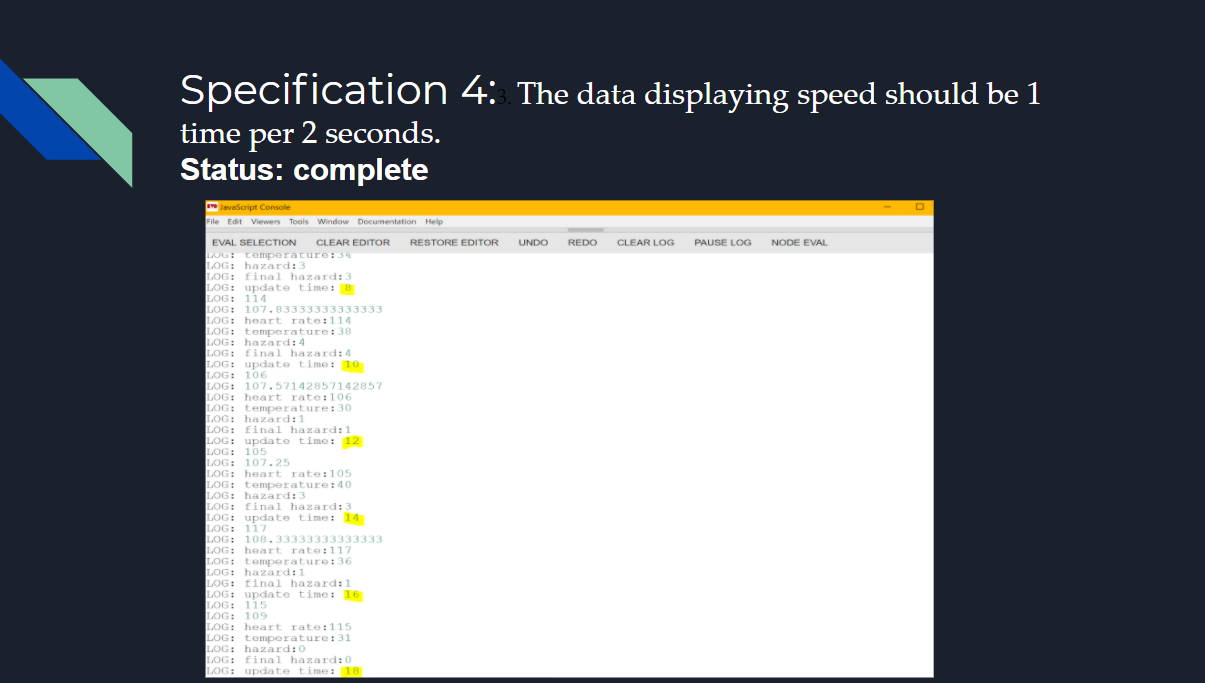 Specification 4:3. The data displaying speed should be 1
time per 2 seconds.
Status: complete
EVO JavaScript Console
File Edit Viewers Tools Window Documentation Help
EVAL SELECTION CLEAR EDITOR RESTORE EDITOR UNDO REDO CLEAR LOG PAUSE LOG NODE EVAL
LOG: temperature:34
LOG: hazard:3
LOG: final hazard:3
LOG: update time: 8
LOG: 114
LOG: 107.83333333333333
LOG: heart rate:114
LOG: temperature:38
LOG: hazard:4
LOG: final hazard:4
LOG: update time: 10
LOG: 106
LOG: 107.57142857142857
LOG: heart rate:106
LOG: temperature:30
LOG: hazard:1
LOG: final hazard:1
LOG: update time: 12
LOG: 105
LOG: 107.25
LOG: heart rate:105
LOG: temperature:40
LOG: hazard:3
LOG: final hazard:3
LOG: update time: 14
LOG: 117
LOG: 108.33333333333333
LOG: heart rate:117
LOG: temperature:36
LOG: hazard:1
LOG: final hazard:1
LOG: update time: 16
LOG: 115
LOG: 109
LOG: heart rate:115
LOG: temperature:31
LOG: hazard:0
LOG: final hazard:0
LOG: update time: 18